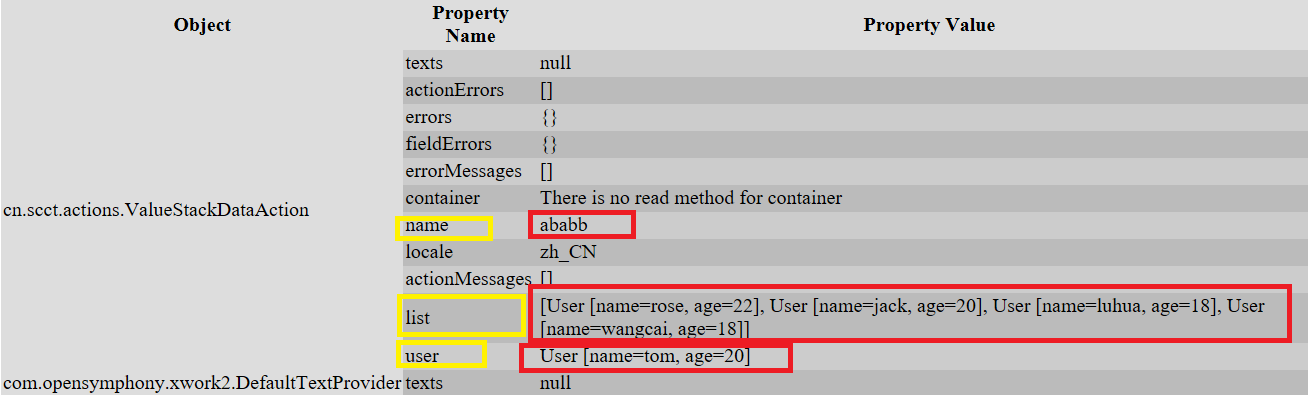 Object Property Name Property Value
texts null
actionErrors []
errors {}
fieldErrors {}
errorMessages []
container There is no read method for container
cn.scct.actions.ValueStackDataAction
name ababb
locale zh_CN
actionMessages []
list [User [name=rose, age=22], User [name=jack, age=20], User [name=luhua, age=18], User
[name=wangcai, age=18]]
user User [name=tom, age=20]
com.opensymphony.xwork2.DefaultTextProvider texts null